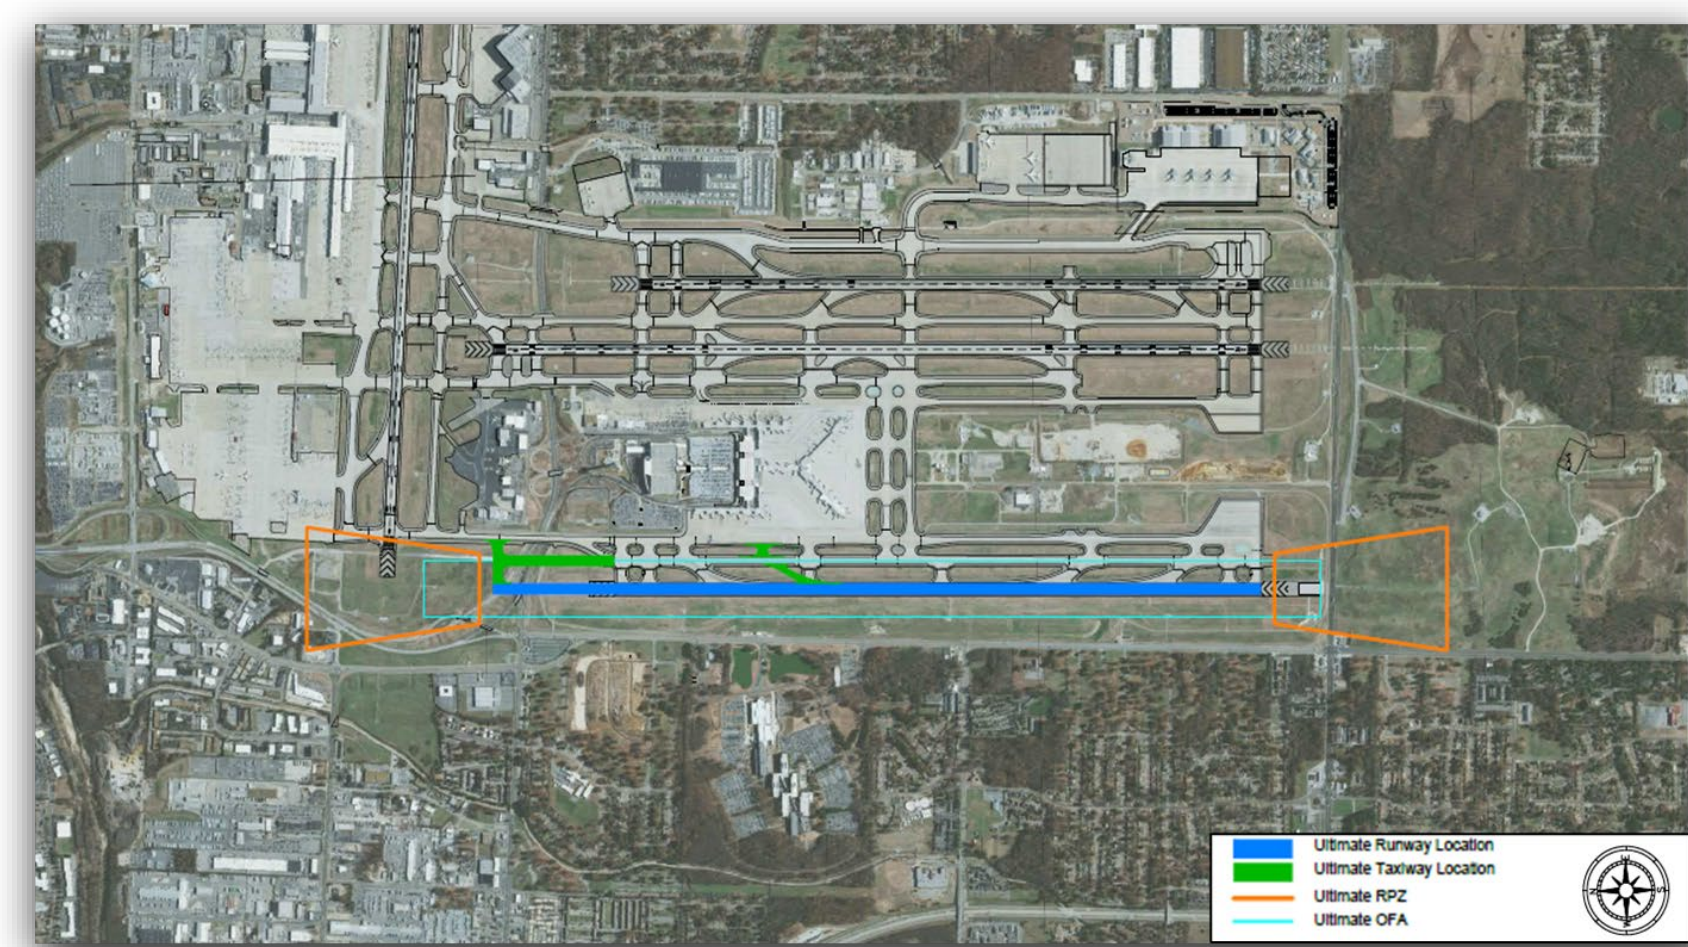 Ultimate Runway Location
Ultimate Taxiway Location
Ultimate RPZ
Ultimate OFA
N
S